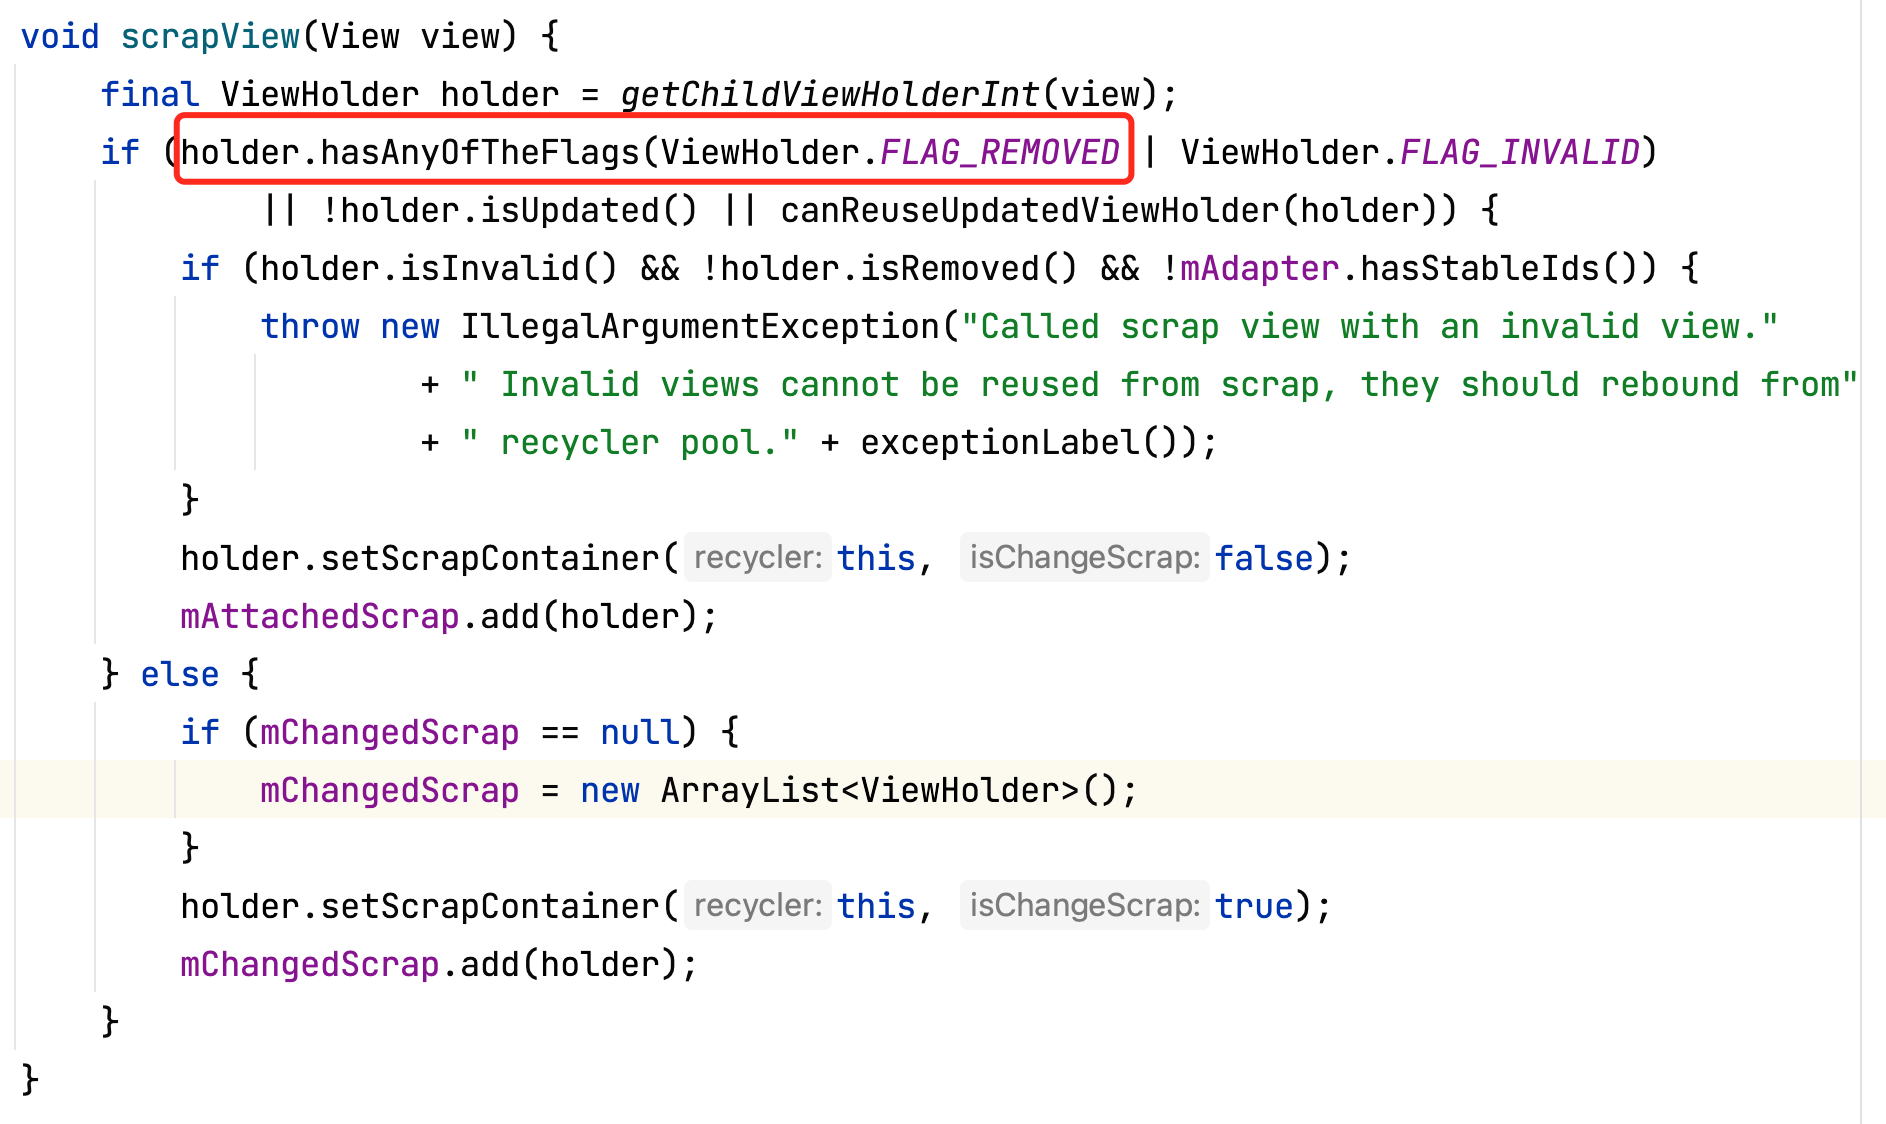 void scrapView(View view) {
    final ViewHolder holder = getChildViewHolderInt(view);
    if (holder.hasAnyOfTheFlags(ViewHolder.FLAG_REMOVED | ViewHolder.FLAG_INVALID)
            || !holder.isUpdated() || canReuseUpdatedViewHolder(holder)) {
        if (holder.isInvalid() && !holder.isRemoved() && !mAdapter.hasStableIds()) {
            throw new IllegalArgumentException("Called scrap view with an invalid view."
                    + " Invalid views cannot be reused from scrap, they should rebound from"
                    + " recycler pool." + exceptionLabel());
        }
        holder.setScrapContainer( recycler: this, isChangeScrap: false);
        mAttachedScrap.add(holder);
    } else {
        if (mChangedScrap == null) {
            mChangedScrap = new ArrayList<ViewHolder>();
        }
        holder.setScrapContainer( recycler: this, isChangeScrap: true);
        mChangedScrap.add(holder);
    }
}